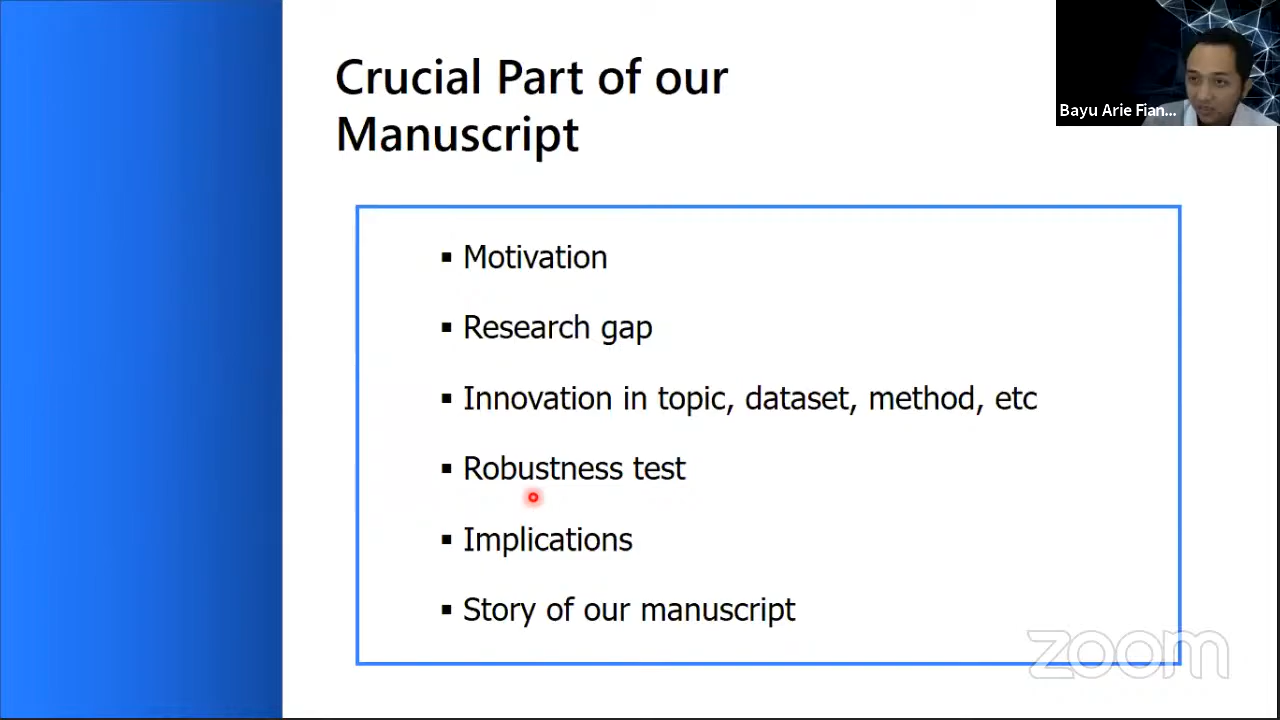 Crucial Part of our
Manuscript
Bayu Arie Fian...
▪ Motivation
▪ Research gap
▪ Innovation in topic, dataset, method, etc
▪ Robustness test
▪ Implications
▪ Story of our manuscript
zoom